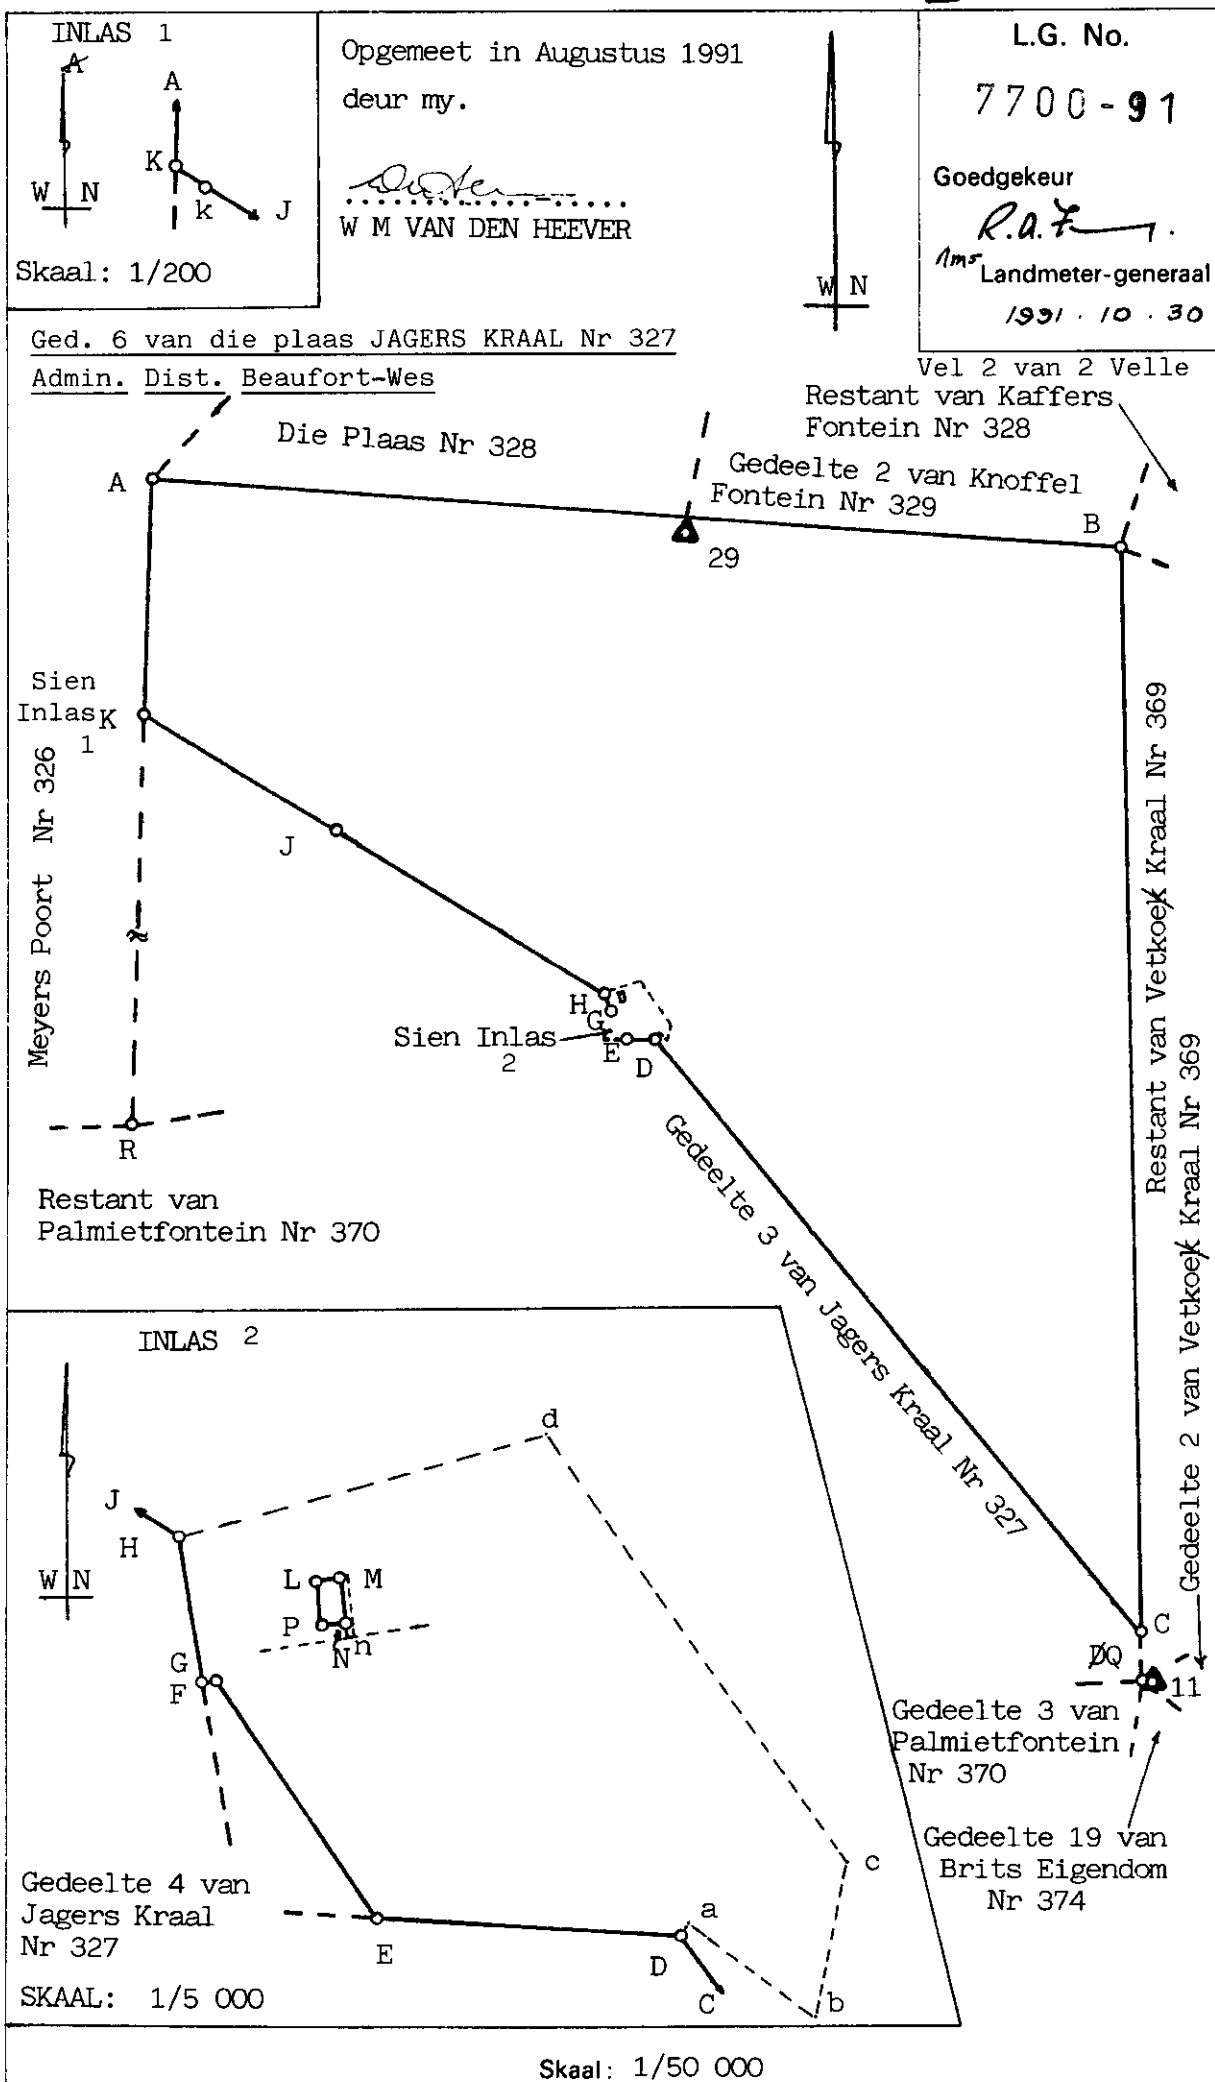 INLAS 1
A
A
K
W N
k
J
Skaal: 1/200
Opgemeet in Augustus 1991
deur my.
W M VAN DEN HEEVER
W N
L.G. No.
7700-91
Goedgekeur
Landmeter-generaal
1991.10.30
Vel 2 van 2 Velle
Ged. 6 van die plaas JAGERS KRAAL Nr 327
Admin. Dist. Beaufort-Wes
Restant van Kaffers
Fontein Nr 328
Die Plaas Nr 328
Gedeelte 2 van Knoffel
Fontein Nr 329
A
B
29
Sien
Inlas
1
K
Meyers Poort Nr 326
J
H
G
Sien Inlas
2
E
D
R
Restant van
Palmietfontein Nr 370
Gedeelte 3 van Jagers Kraal Nr 327
Restant van Vetkoek Kraal Nr 369
Gedeelte 2 van Vetkoek Kraal Nr 369
C
DQ
11
Gedeelte 3 van
Palmietfontein
Nr 370
Gedeelte 19 van
Brits Eigendom
Nr 374
INLAS 2
d
J
H
W N
L
M
P
N
n
G
F
c
Gedeelte 4 van
Jagers Kraal
Nr 327
a
E
D
C
b
SKAAL: 1/5 000
Skaal: 1/50 000